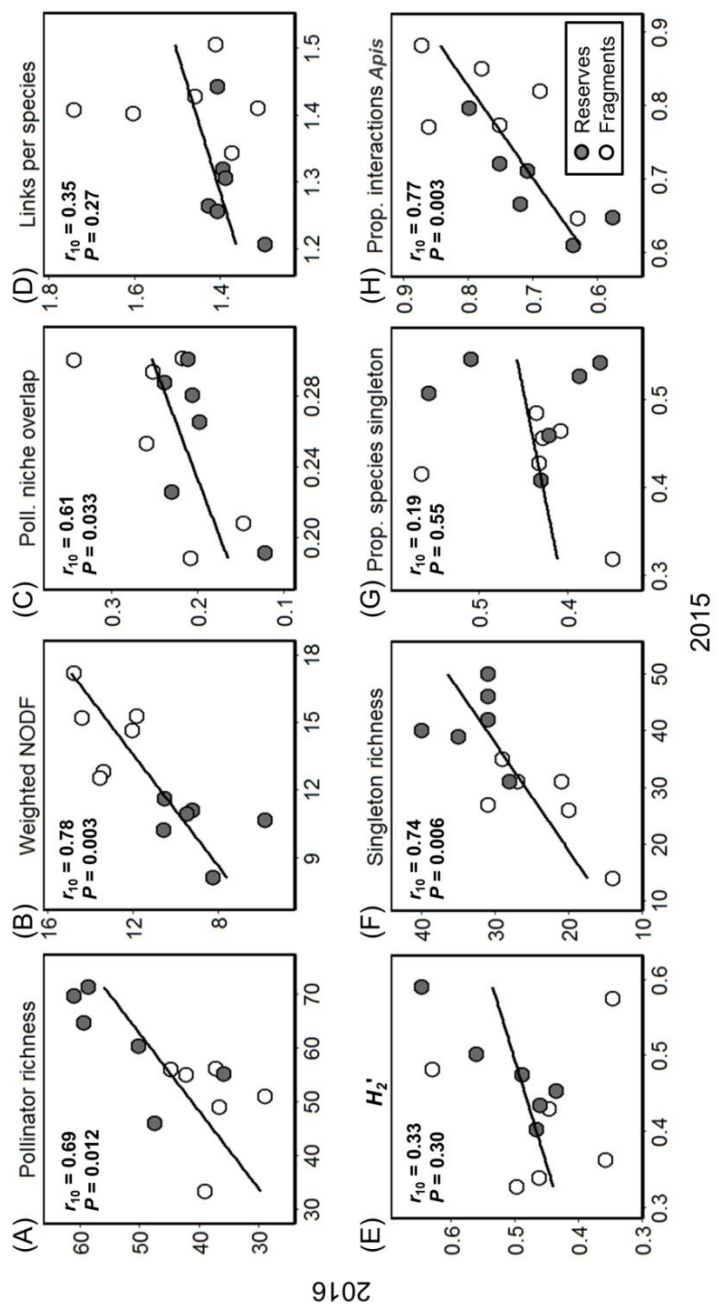 (A) Pollinator richness
r10 = 0.69
P = 0.012
60
50
40
30
30 40 50 60 70
(B) Weighted NODF
r10 = 0.78
P = 0.003
16
12
8
9 12 15 18
(C) Poll. niche overlap
r10 = 0.61
P = 0.033
0.3
0.2
0.1
0.20 0.24 0.28
(D) Links per species
r10 = 0.35
P = 0.27
1.8
1.6
1.4
1.2 1.3 1.4 1.5
(E) H2'
r10 = 0.33
P = 0.30
0.6
0.5
0.4
0.3
0.3 0.4 0.5 0.6
(F) Singleton richness
r10 = 0.74
P = 0.006
40
30
20
10
10 20 30 40 50
(G) Prop. species singleton
r10 = 0.19
P = 0.55
0.5
0.4
0.3 0.4 0.5
(H) Prop. interactions Apis
r10 = 0.77
P = 0.003
0.9
0.8
0.7
0.6
0.6 0.7 0.8 0.9
Reserves
Fragments
2016
2015